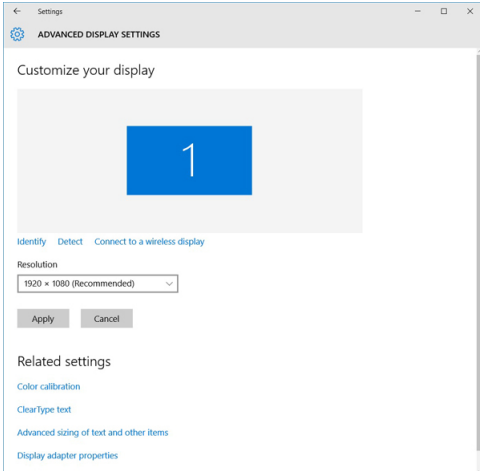 Settings
ADVANCED DISPLAY SETTINGS
Customize your display
1
Identify Detect Connect to a wireless display
Resolution
1920 × 1080 (Recommended)
Apply Cancel
Related settings
Color calibration
ClearType text
Advanced sizing of text and other items
Display adapter properties